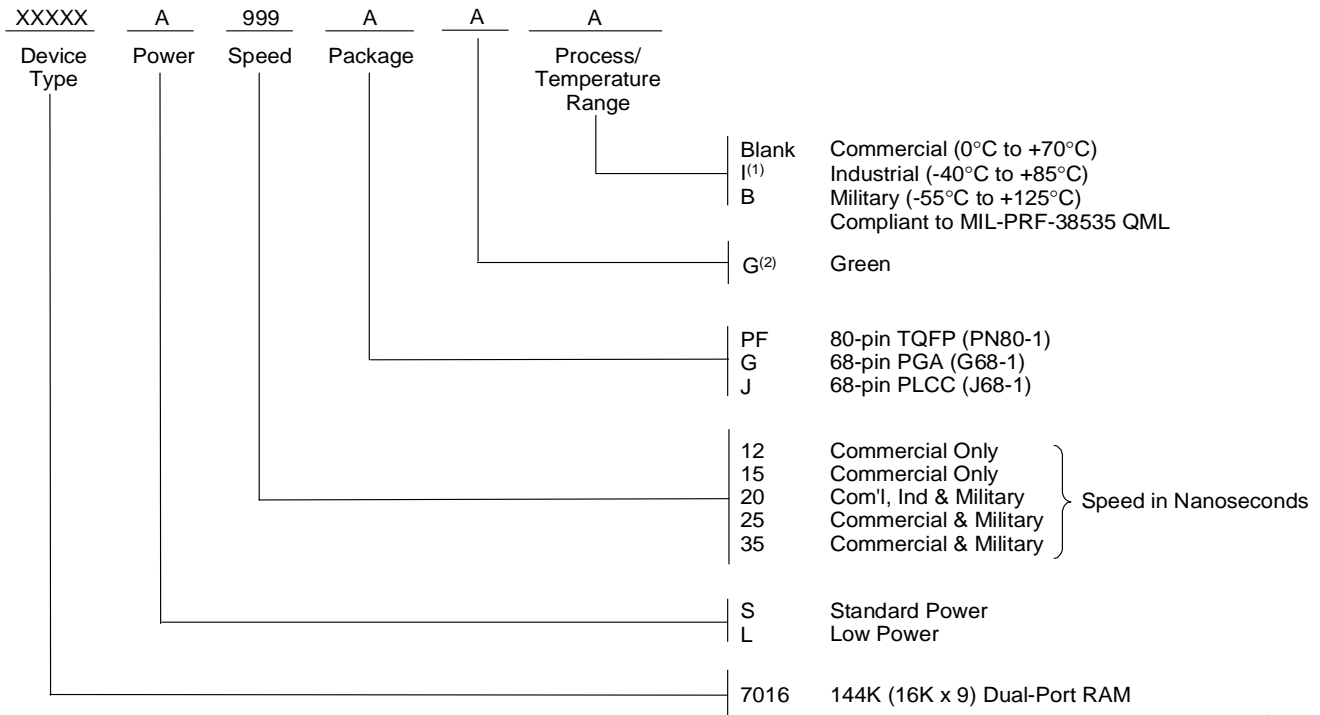 XXXXX A 999 A A A
Device Type Power Speed Package Process/ Temperature Range
Blank Commercial (0°C to +70°C)
I(1) Industrial (-40°C to +85°C)
B Military (-55°C to +125°C)
Compliant to MIL-PRF-38535 QML
G(2) Green
PF 80-pin TQFP (PN80-1)
G 68-pin PGA (G68-1)
J 68-pin PLCC (J68-1)
12 Commercial Only
15 Commercial Only
20 Com'l, Ind & Military
25 Commercial & Military
35 Commercial & Military
Speed in Nanoseconds
S Standard Power
L Low Power
7016 144K (16K x 9) Dual-Port RAM